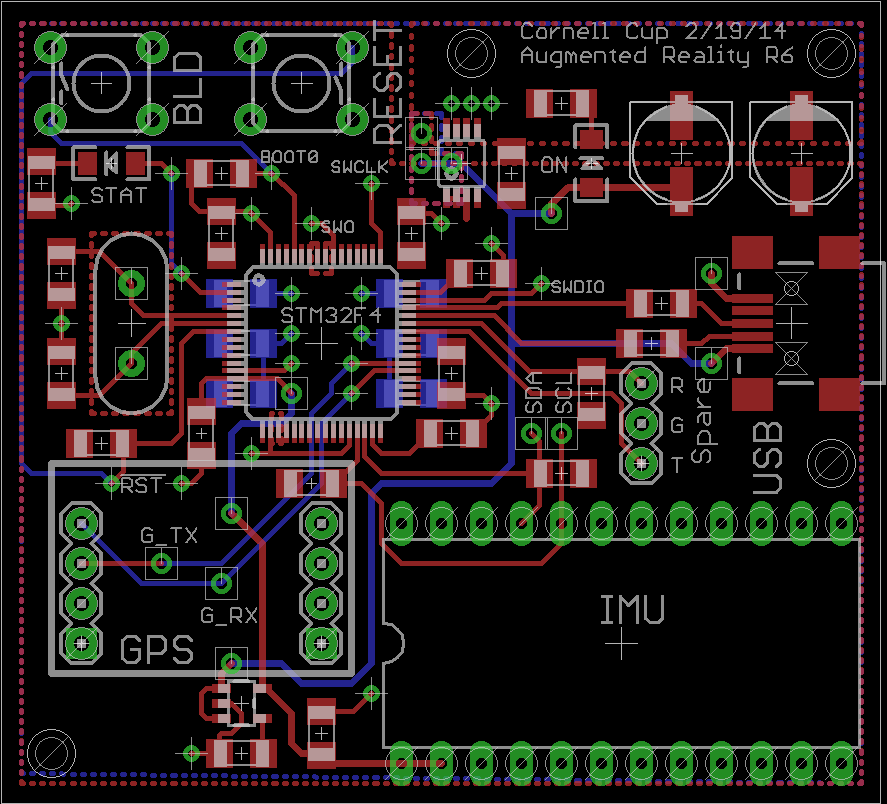 Cornell Cup 2/19/14
Augmented Reality R6
BLD
RESET
BOOT0
SWCLK
ON
STAT
SWO
SWDIO
STM32F4
SDA
SCL
R
G
T
Spare
USB
RST
G_TX
G_RX
GPS
IMU